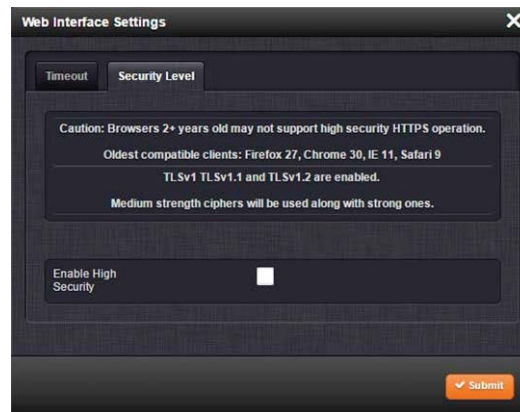 Web Interface Settings
Timeout
Security Level
Caution: Browsers 2+ years old may not support high security HTTPS operation.
Oldest compatible clients: Firefox 27, Chrome 30, IE 11, Safari 9
TLSv1 TLSv1.1 and TLSv1.2 are enabled.
Medium strength ciphers will be used along with strong ones.
Enable High
Security
Submit